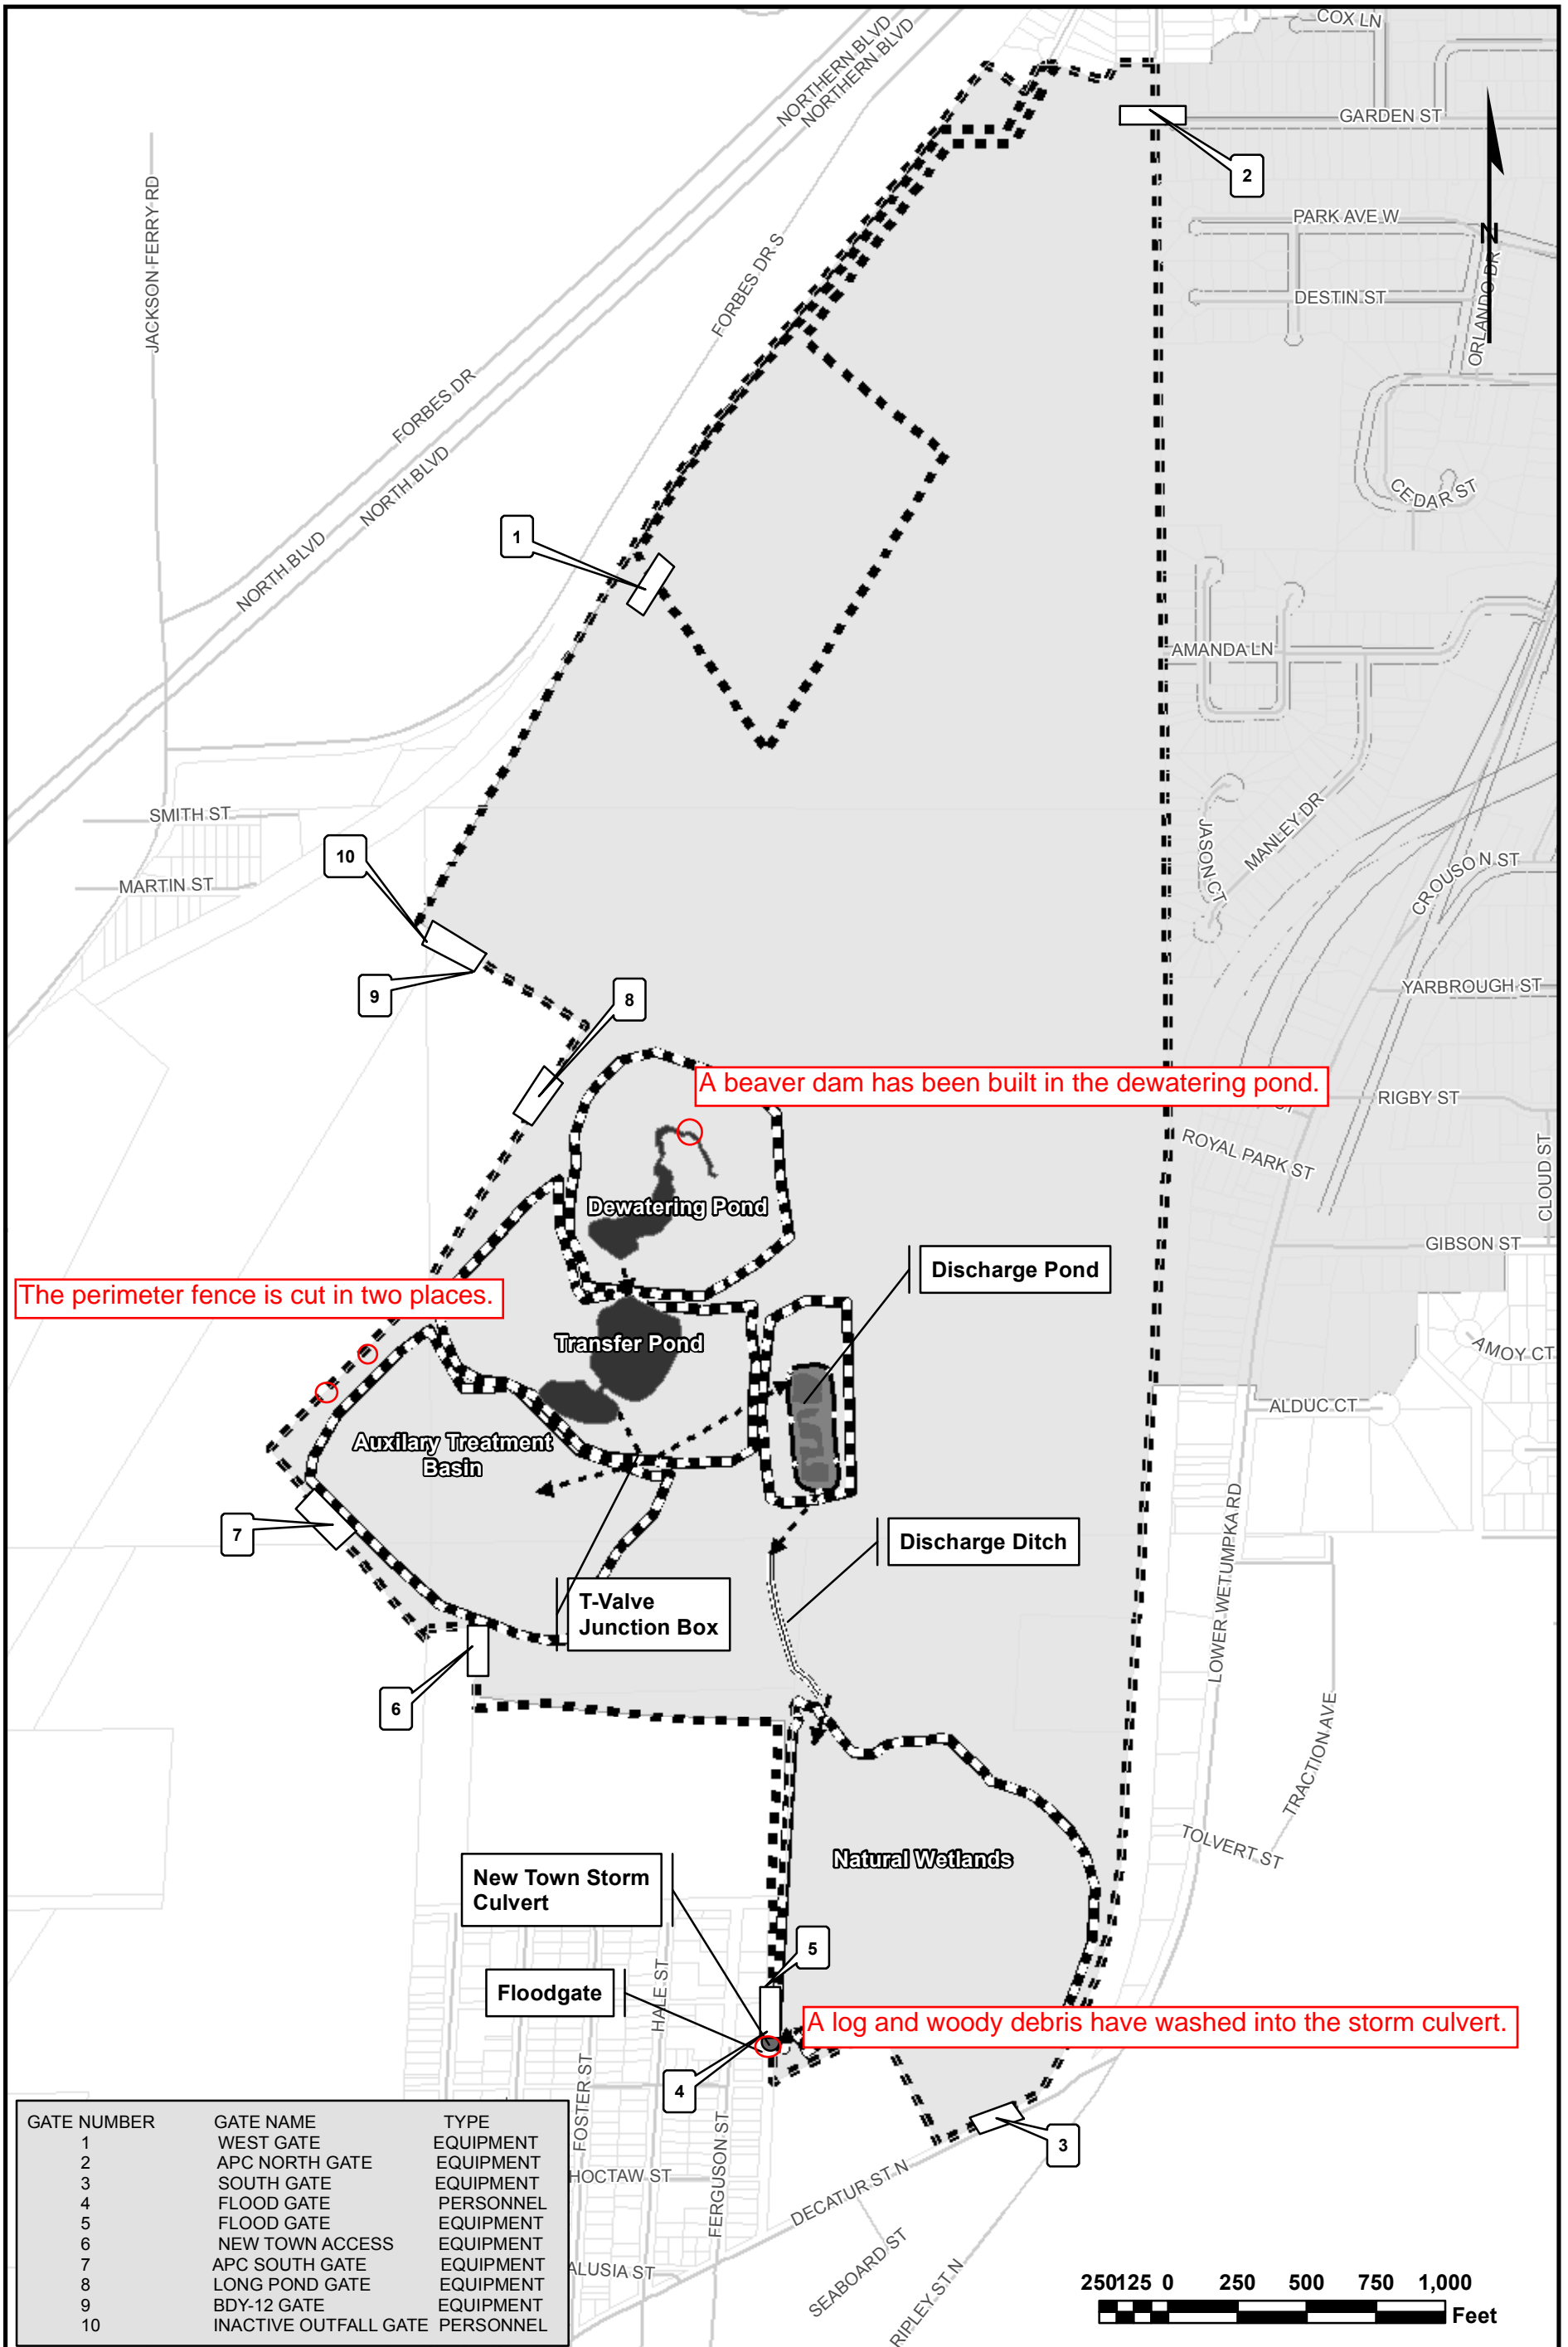 COX LN
NORTHERN BLVD
NORTHERN BLVD
GARDEN ST
2
JACKSON FERRY RD
PARK AVE W
N
FORBES DR S
DESTIN ST
ORLANDO DR
FORBES DR
NORTH BLVD
CEDAR ST
1
NORTH BLVD
AMANDA LN
SMITH ST
JASON CT
MANLEY DR
10
MARTIN ST
CROUSON ST
9
8
YARBROUGH ST
A beaver dam has been built in the dewatering pond.
RIGBY ST
ROYAL PARK ST
CLOUD ST
Dewatering Pond
GIBSON ST
Discharge Pond
The perimeter fence is cut in two places.
Transfer Pond
AMOY CT
ALDUC CT
Auxilary Treatment
Basin
7
Discharge Ditch
LOWER WETUMPKA RD
T-Valve
Junction Box
6
TRACTION AVE
TOLVERT ST
Natural Wetlands
New Town Storm
Culvert
5
Floodgate
HALE ST
A log and woody debris have washed into the storm culvert.
4
FOSTER ST
3
FERGUSON ST
HOCTAW ST
DECATUR ST N
ALUSIA ST
SEABOARD ST
RIPLEY ST N
GATE NUMBER GATE NAME TYPE
1 WEST GATE EQUIPMENT
2 APC NORTH GATE EQUIPMENT
3 SOUTH GATE EQUIPMENT
4 FLOOD GATE PERSONNEL
5 FLOOD GATE EQUIPMENT
6 NEW TOWN ACCESS EQUIPMENT
7 APC SOUTH GATE EQUIPMENT
8 LONG POND GATE EQUIPMENT
9 BDY-12 GATE EQUIPMENT
10 INACTIVE OUTFALL GATE PERSONNEL
250 125 0 250 500 750 1,000
Feet